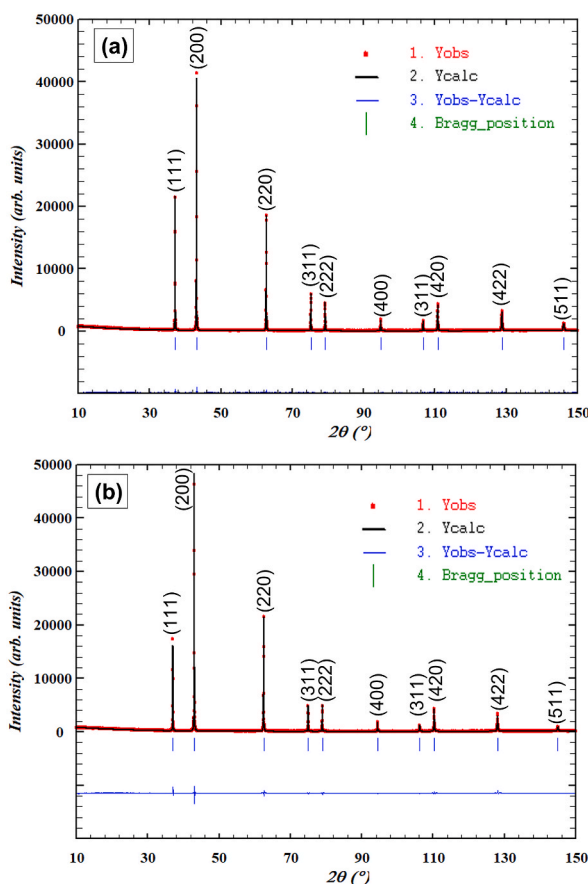 (a)
50000
40000
30000
20000
10000
0
Intensity (arb. units)
1. Yobs
2. Ycalc
3. Yobs-Ycalc
4. Bragg_position
(111)
(200)
(220)
(311)
(222)
(400)
(311)
(420)
(422)
(511)
10 30 50 70 90 110 130 150
2θ (°)
(b)
50000
40000
30000
20000
10000
0
Intensity (arb. units)
1. Yobs
2. Ycalc
3. Yobs-Ycalc
4. Bragg_position
(111)
(200)
(220)
(311)
(222)
(400)
(311)
(420)
(422)
(511)
10 30 50 70 90 110 130 150
2θ (°)